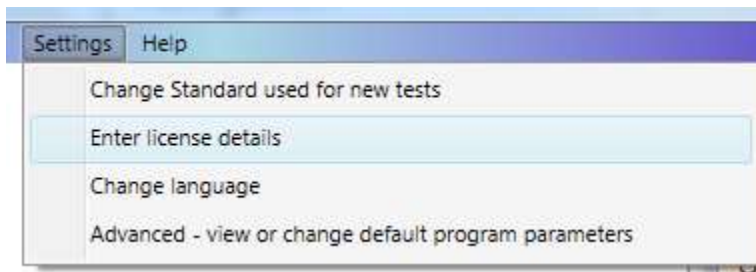 Settings Help
Change Standard used for new tests
Enter license details
Change language
Advanced - view or change default program parameters